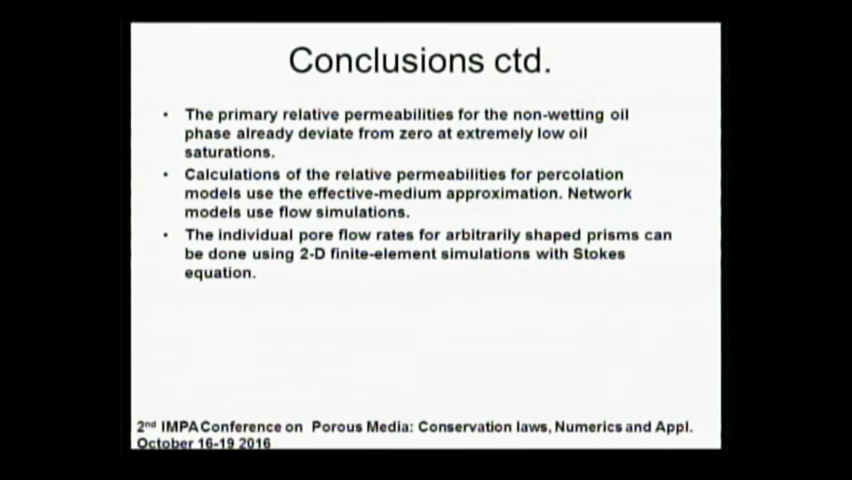 Conclusions ctd.
• The primary relative permeabilities for the non-wetting oil
phase already deviate from zero at extremely low oil
saturations.
• Calculations of the relative permeabilities for percolation
models use the effective-medium approximation. Network
models use flow simulations.
• The individual pore flow rates for arbitrarily shaped prisms can
be done using 2-D finite-element simulations with Stokes
equation.
2nd IMPA Conference on Porous Media: Conservation laws, Numerics and Appl.
October 16-19 2016